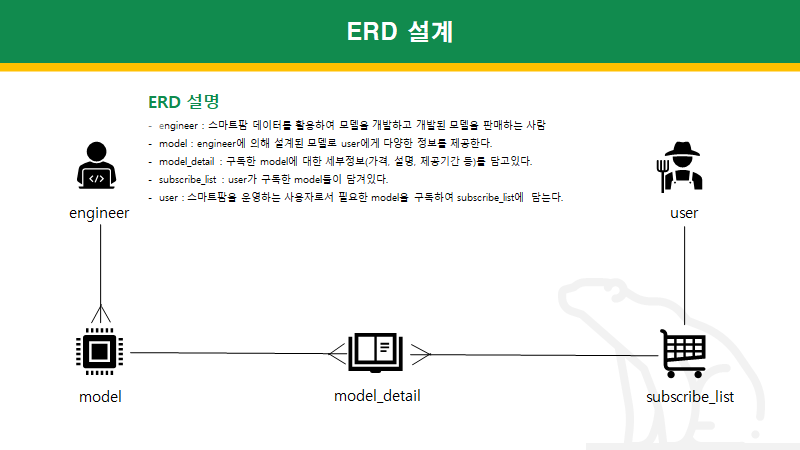 ERD 설계
ERD 설명
- engineer : 스마트팜 데이터를 활용하여 모델을 개발하고 개발된 모델을 판매하는 사람
- model : engineer에 의해 설계된 모델로 user에게 다양한 정보를 제공한다.
- model_detail : 구독한 model에 대한 세부정보(가격, 설명, 제공기간 등)를 담고있다.
- subscribe_list : user가 구독한 model들이 담겨있다.
- user : 스마트팜을 운영하는 사용자로서 필요한 model을 구독하여 subscribe_list에 담는다.
engineer
user
model
model_detail
subscribe_list